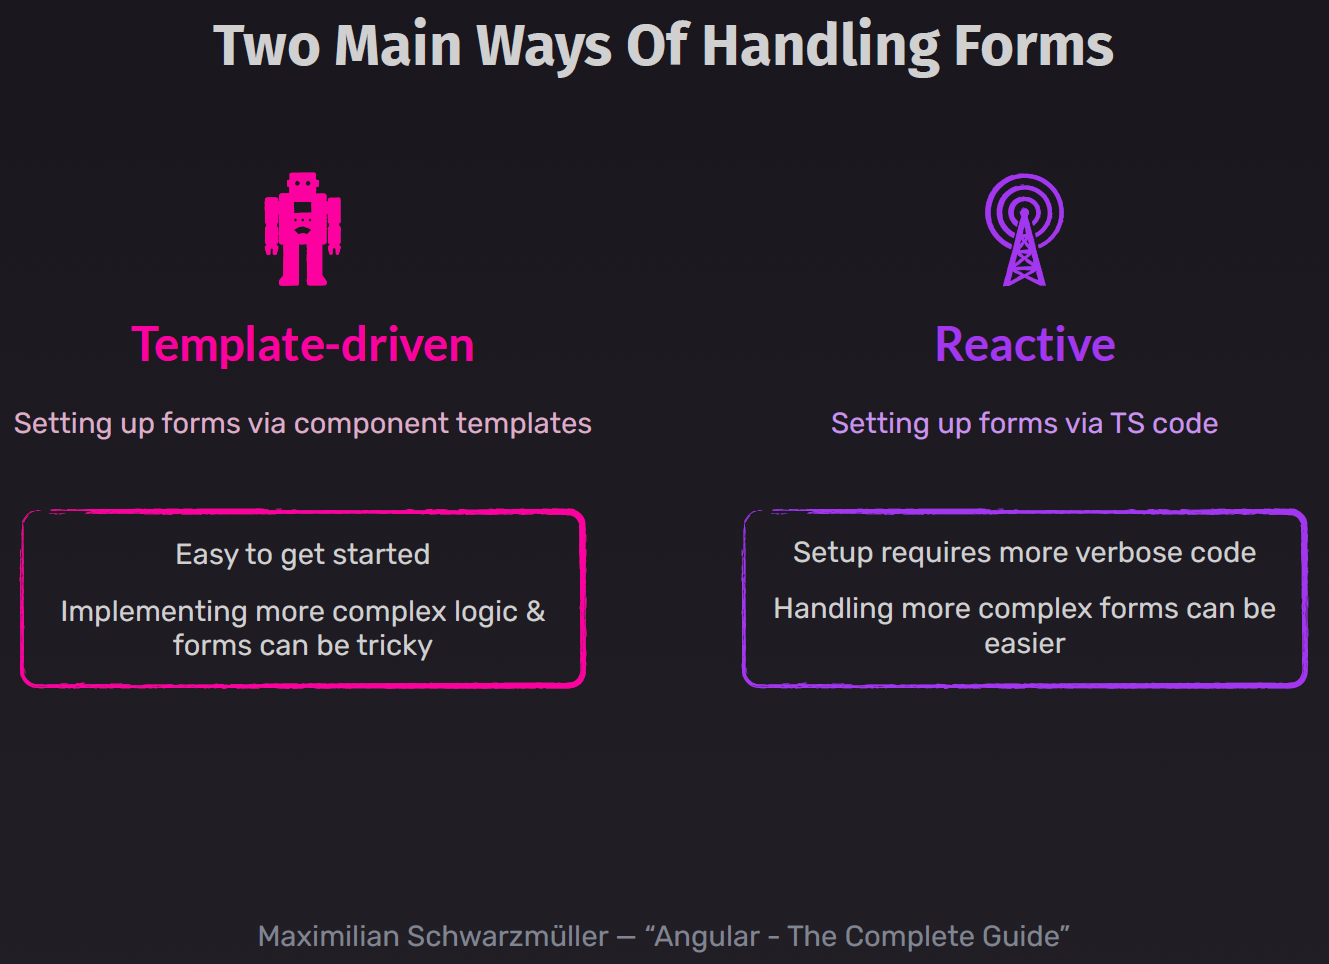 Two Main Ways Of Handling Forms
Template-driven
Setting up forms via component templates
Easy to get started
Implementing more complex logic &
forms can be tricky
Reactive
Setting up forms via TS code
Setup requires more verbose code
Handling more complex forms can be
easier
Maximilian Schwarzmüller — “Angular - The Complete Guide”